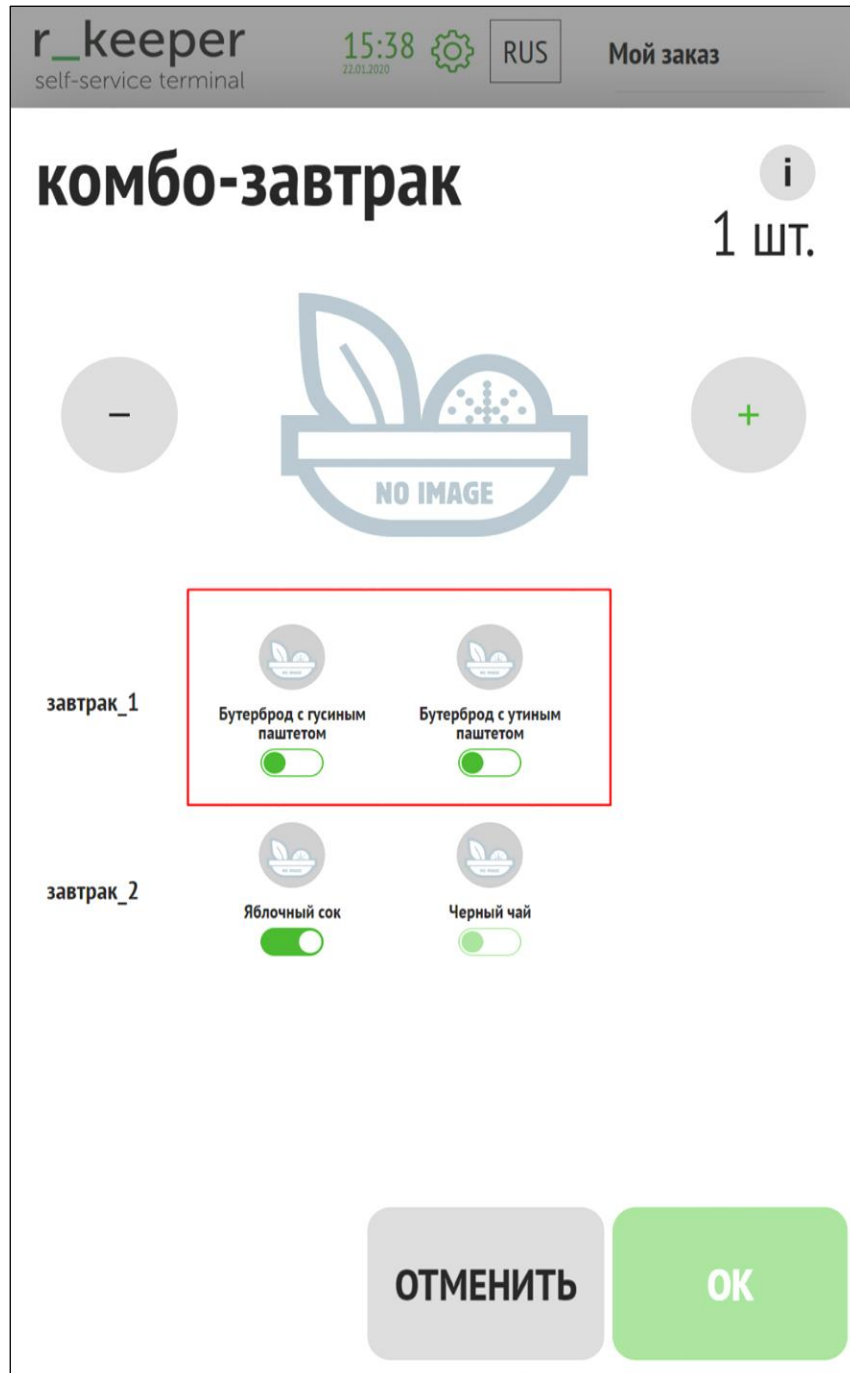 r_keeper
self-service terminal
15:38
22.01.2020
RUS
Мой заказ
комбо-завтрак
i
1 шт.
–
+
NO IMAGE
завтрак_1
Бутерброд с гусиным
паштетом
Бутерброд с утиным
паштетом
завтрак_2
Яблочный сок
Черный чай
ОТМЕНИТЬ
OK